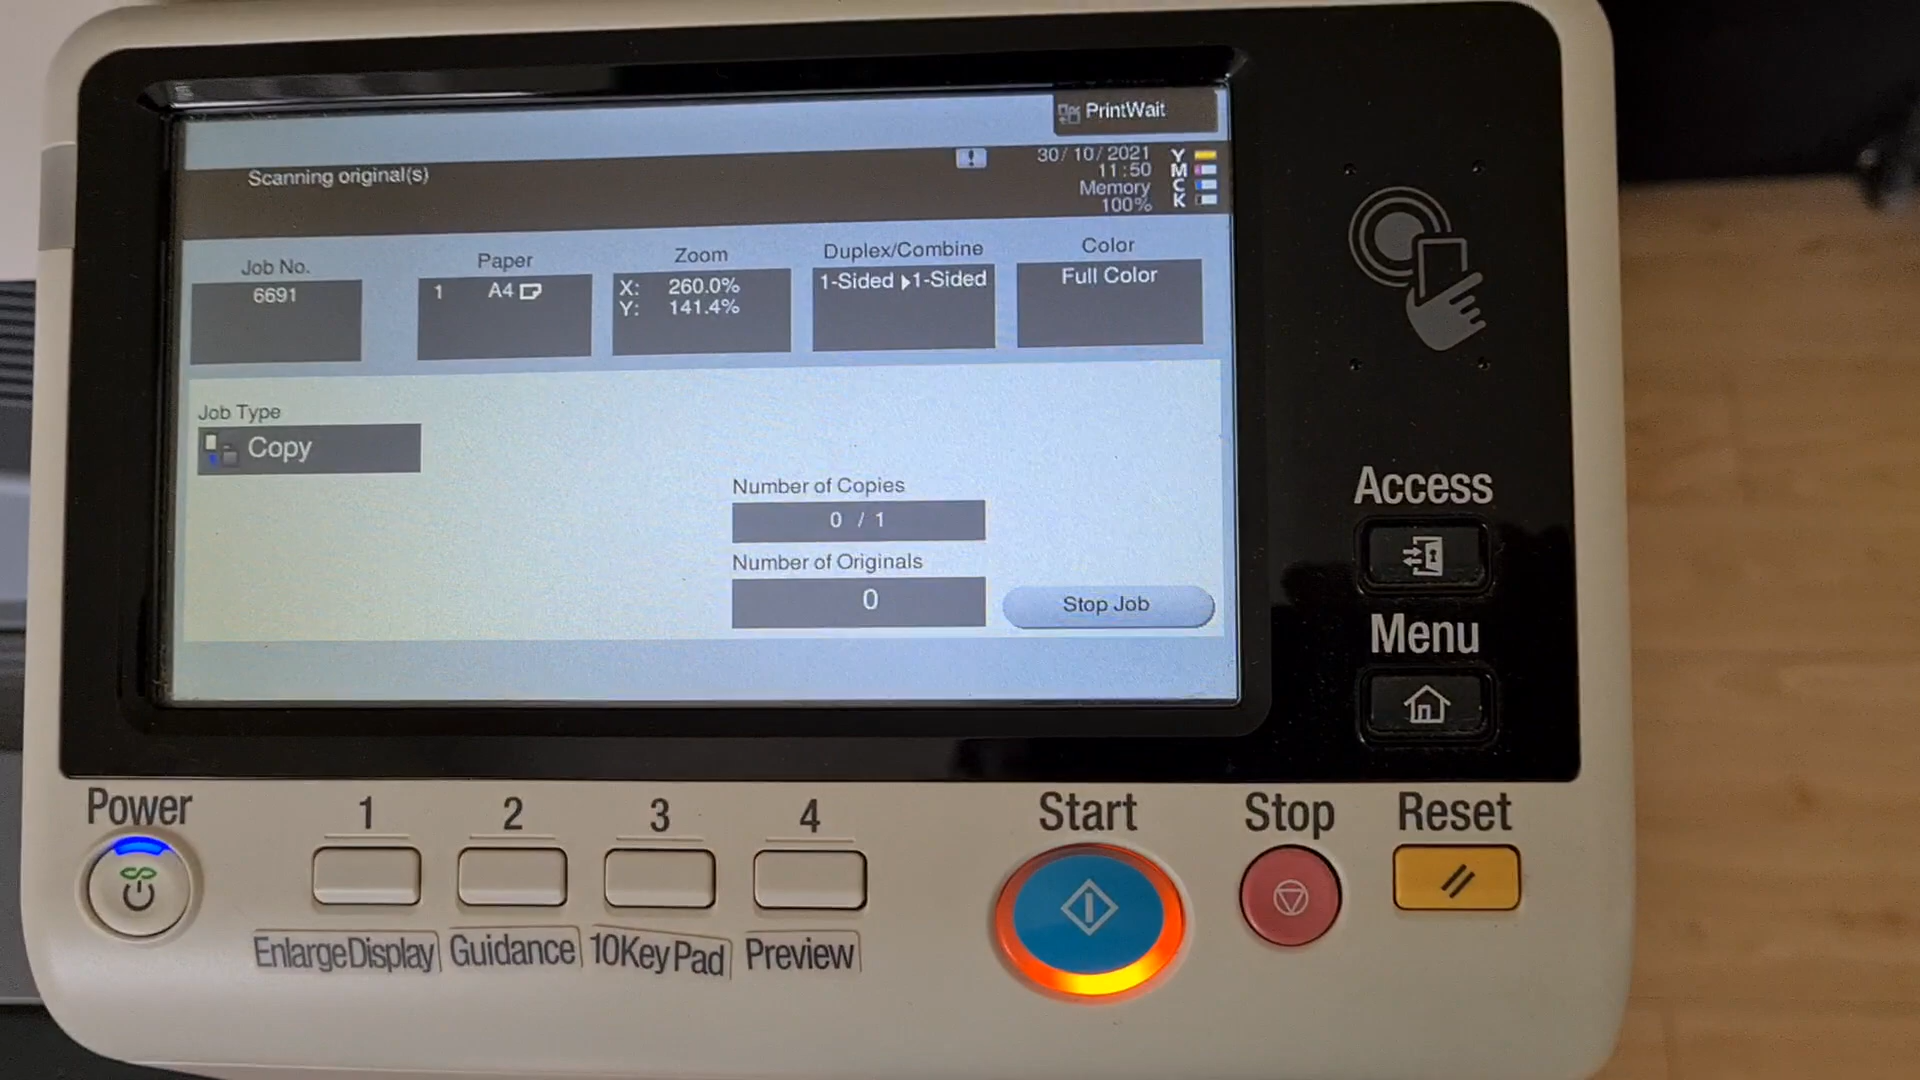 PrintWait
Scanning original(s)
30/10/2021
11:50
Memory
100%
Y
M
C
K
Job No.
6691
Paper
1 A4
Zoom
X: 260.0%
Y: 141.4%
Duplex/Combine
1-Sided ▶1-Sided
Color
Full Color
Job Type
Copy
Number of Copies
0 / 1
Number of Originals
0
Stop Job
Access
Menu
Power
1
2
3
4
Start
Stop
Reset
EnlargeDisplay
Guidance
10KeyPad
Preview